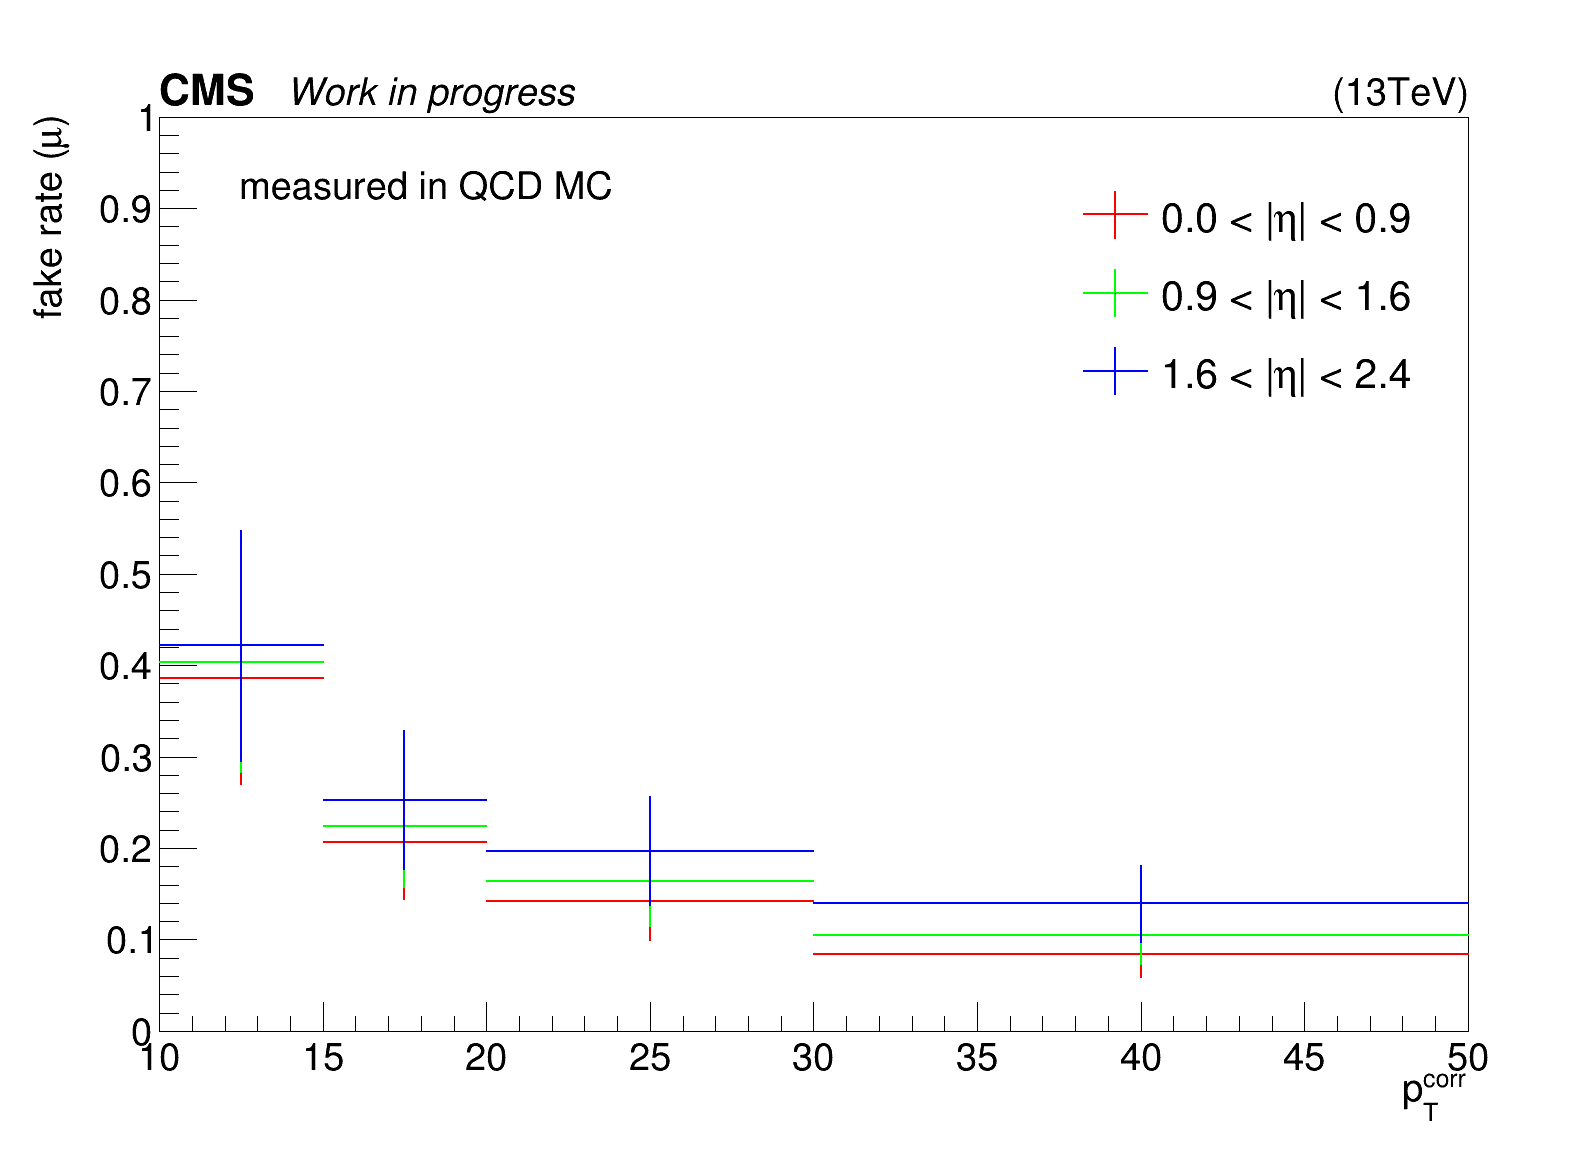 CMS Work in progress (13TeV)
fake rate (μ)
measured in QCD MC
0.0 < |η| < 0.9
0.9 < |η| < 1.6
1.6 < |η| < 2.4
1
0.9
0.8
0.7
0.6
0.5
0.4
0.3
0.2
0.1
0
10 15 20 25 30 35 40 45 50
p_T^corr